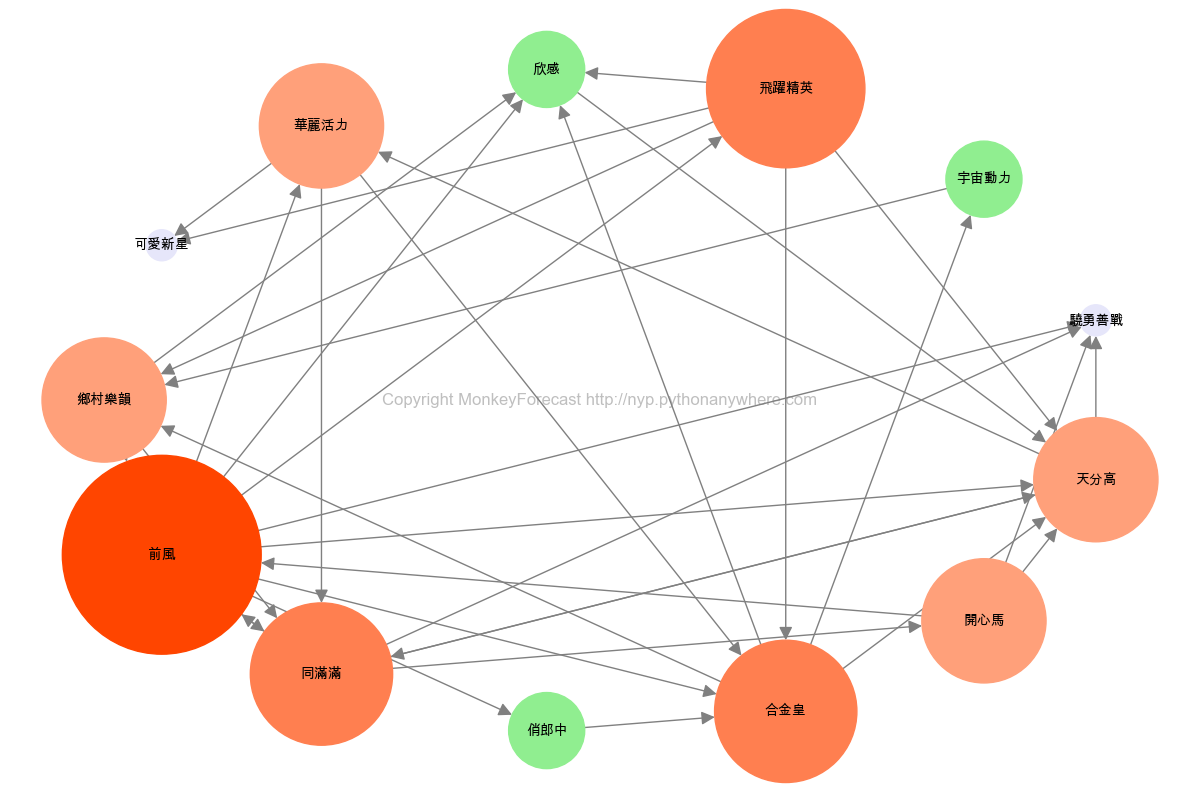 欣感
飛躍精英
華麗活力
宇宙動力
可愛新星
驍勇善戰
鄉村樂韻
Copyright MonkeyForecast http://nyp.pythonanywhere.com
天分高
前風
開心馬
同滿滿
合金皇
俏郎中